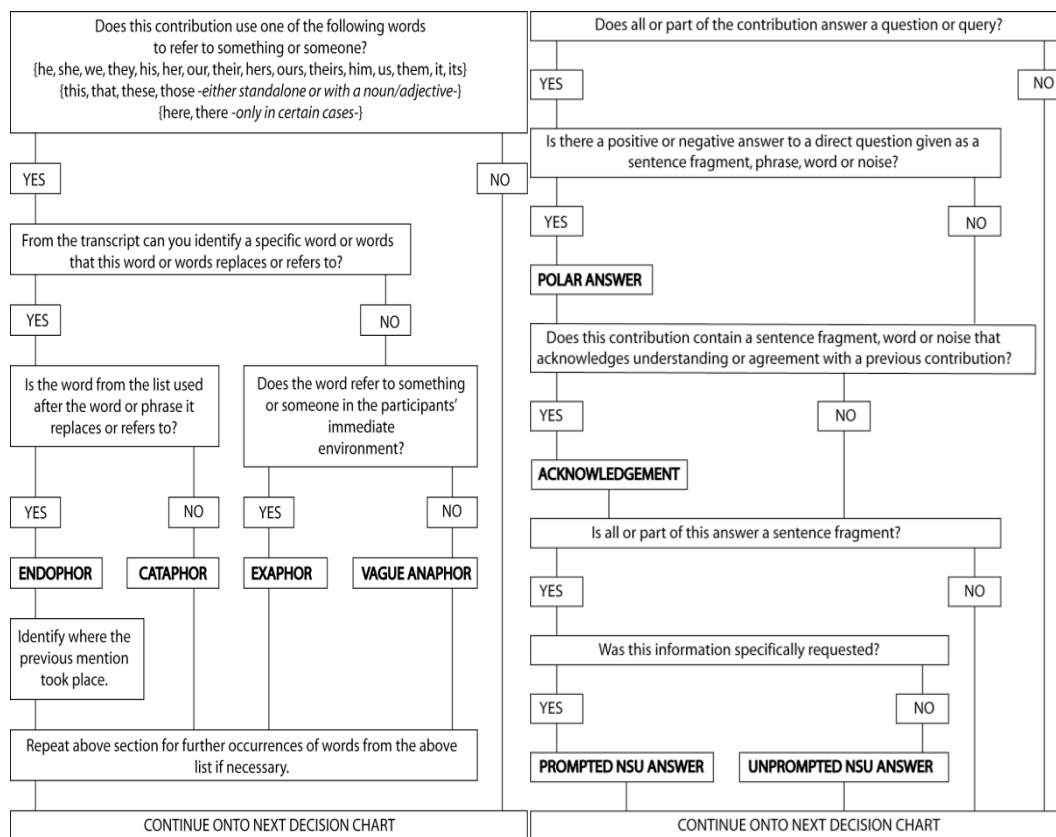 Does this contribution use one of the following words
to refer to something or someone?
{he, she, we, they, his, her, our, their, hers, ours, theirs, him, us, them, it, its}
{this, that, these, those -either standalone or with a noun/adjective-}
{here, there -only in certain cases-}
YES
NO
From the transcript can you identify a specific word or words
that this word or words replaces or refers to?
YES
NO
Is the word from the list used
after the word or phrase it
replaces or refers to?
Does the word refer to something
or someone in the participants'
immediate
environment?
YES
NO
YES
NO
ENDOPHOR
CATAPHOR
EXAPHOR
VAGUE ANAPHOR
Identify where the
previous mention
took place.
Repeat above section for further occurrences of words from the above
list if necessary.
CONTINUE ONTO NEXT DECISION CHART
Does all or part of the contribution answer a question or query?
YES
NO
Is there a positive or negative answer to a direct question given as a
sentence fragment, phrase, word or noise?
YES
NO
POLAR ANSWER
Does this contribution contain a sentence fragment, word or noise that
acknowledges understanding or agreement with a previous contribution?
YES
NO
ACKNOWLEDGEMENT
Is all or part of this answer a sentence fragment?
YES
NO
Was this information specifically requested?
YES
NO
PROMPTED NSU ANSWER
UNPROMPTED NSU ANSWER
CONTINUE ONTO NEXT DECISION CHART